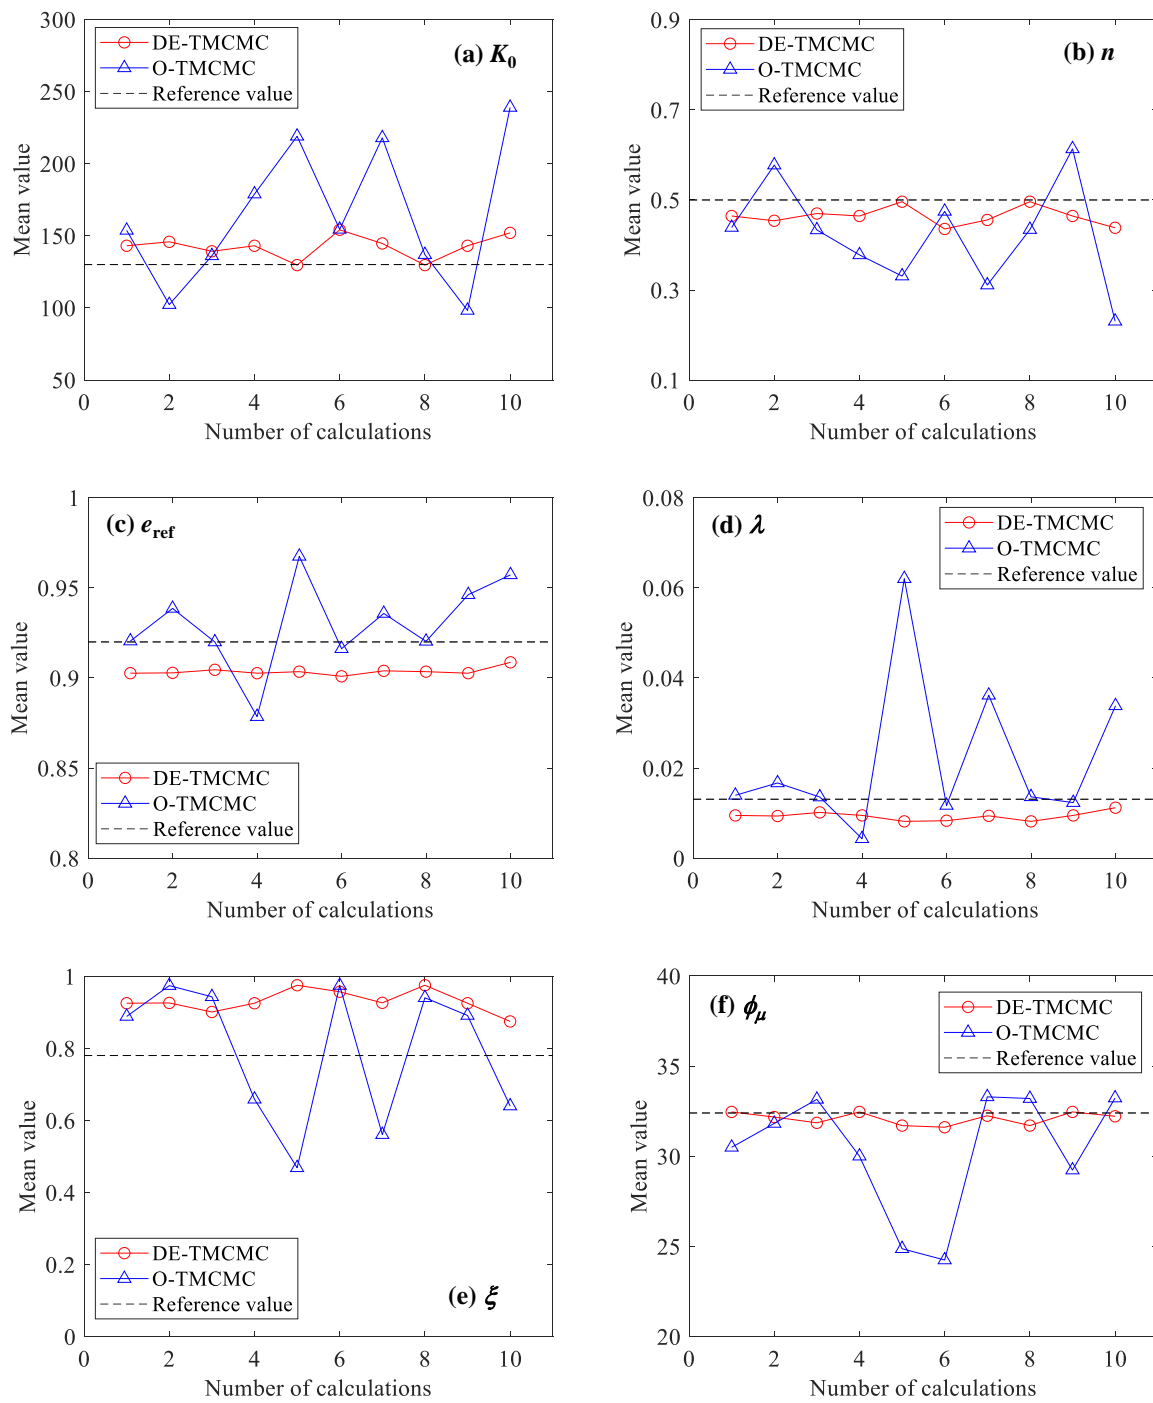 300
250
200
150
100
50
Mean value
DE-TMCMC
O-TMCMC
Reference value
(a) K0
0 2 4 6 8 10
Number of calculations
0.9
0.7
0.5
0.3
0.1
Mean value
DE-TMCMC
O-TMCMC
Reference value
(b) n
0 2 4 6 8 10
Number of calculations
1
0.95
0.9
0.85
0.8
Mean value
(c) eref
DE-TMCMC
O-TMCMC
Reference value
0 2 4 6 8 10
Number of calculations
0.08
0.06
0.04
0.02
0
Mean value
(d) λ
DE-TMCMC
O-TMCMC
Reference value
0 2 4 6 8 10
Number of calculations
1
0.8
0.6
0.4
0.2
0
Mean value
DE-TMCMC
O-TMCMC
Reference value
(e) ξ
0 2 4 6 8 10
Number of calculations
40
35
30
25
20
Mean value
(f) ϕμ
DE-TMCMC
O-TMCMC
Reference value
0 2 4 6 8 10
Number of calculations